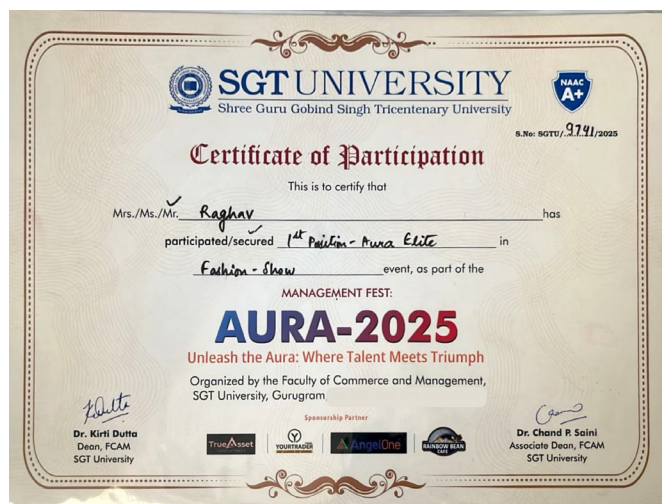 SGT UNIVERSITY
Shree Guru Gobind Singh Tricentenary University
NAAC
A+
S.No: SGTU/.9741/2025
Certificate of Participation
This is to certify that
Mrs./Ms./Mr. Raghav has
participated/secured 1st Position - Aura Elite in
Fashion - Show event, as part of the
MANAGEMENT FEST:
AURA-2025
Unleash the Aura: Where Talent Meets Triumph
Organized by the Faculty of Commerce and Management,
SGT University, Gurugram
Sponsorship Partner
Dr. Kirti Dutta
Dean, FCAM
SGT University
TrueAsset
YOURTRADER
AngelOne
RAINBOW BEAN
CAFE
Dr. Chand P. Saini
Associate Dean, FCAM
SGT University